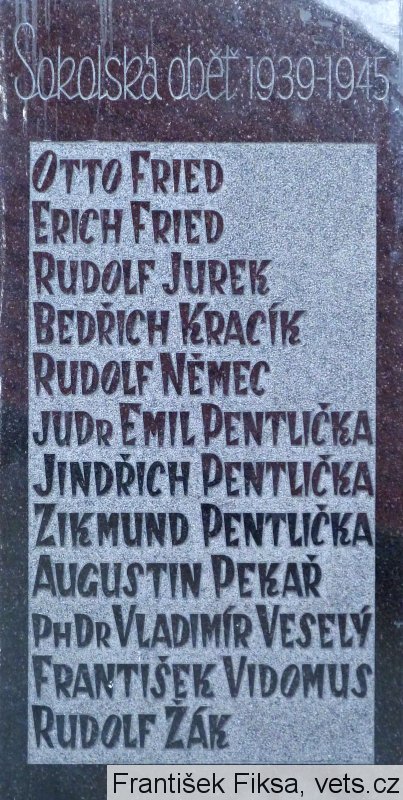 Sokolská oběť 1939-1945
Otto Fried
Erich Fried
Rudolf Jurek
Bedřich Kracík
Rudolf Němec
JUDr Emil Pentlička
Jindřich Pentlička
Zikmund Pentlička
Augustin Pekař
PhDr Vladimír Veselý
František Vidomus
Rudolf Žák
František Fiksa, vets.cz